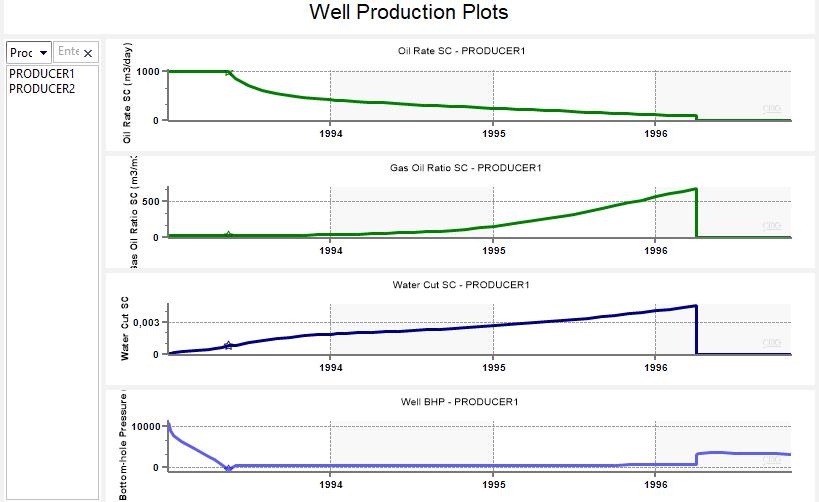 Well Production Plots
Proc
Ente
PRODUCER1
PRODUCER2
Oil Rate SC - PRODUCER1
Oil Rate SC (m3/day)
1000
0
1994 1995 1996
Gas Oil Ratio SC - PRODUCER1
Gas Oil Ratio SC (m3/m3
500
0
1994 1995 1996
Water Cut SC - PRODUCER1
Water Cut SC
0,003
0
1994 1995 1996
Well BHP - PRODUCER1
Bottom-hole Pressure (
10000
0
1994 1995 1996